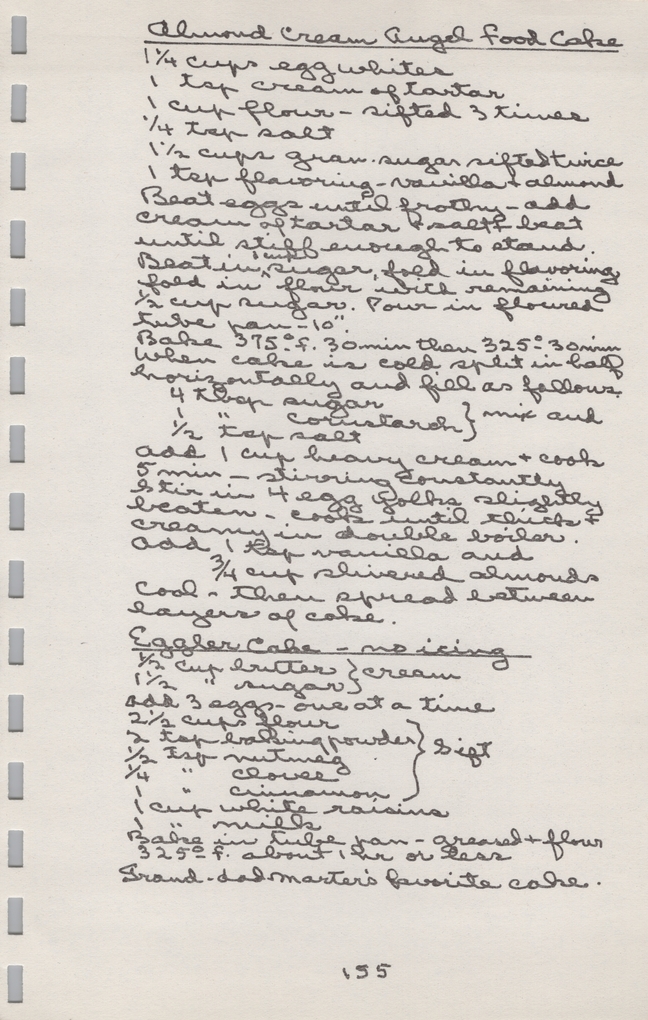 Almond Cream Angel Food Cake
1 1/4 cups egg whites
1 tsp cream of tartar
1 cup flour - sifted 3 times
1/4 tsp salt
1 1/2 cups gran. sugar sifted twice
1 tsp flavoring - vanilla + almond
Beat eggs until frothy - add
cream of tartar + salt beat
until stiff enough to stand.
Beat in 1 cup sugar, fold in flavoring
fold in flour with remaining
1/2 cup sugar. Pour in floured
tube pan - 10".
Bake 375° f. 30 min then 325° 30 min
When cake is cold split in half
horizontally and fill as follows.
4 tbsp sugar
1 " cornstarch } mix and
1/2 tsp salt
add 1 cup heavy cream + cook
5 min - stirring constantly
Stir in 4 egg yolks slightly
beaten - cook until thick +
creamy in double boiler.
add 1 tsp vanilla and
3/4 cup slivered almonds
Cool - then spread between
layers of cake.
Eggler Cake - no icing
1/2 cup butter } cream
1 1/2 " sugar }
add 3 eggs - one at a time
2 1/2 cups flour
2 tsp baking powder } Sift
1/2 tsp nutmeg
1/4 " cloves
1 " cinnamon
1 cup white raisins
1 " milk
Bake in tube pan - greased + flour
325° f. about 1 hr or less
Grand-dad Marter's favorite cake.
155